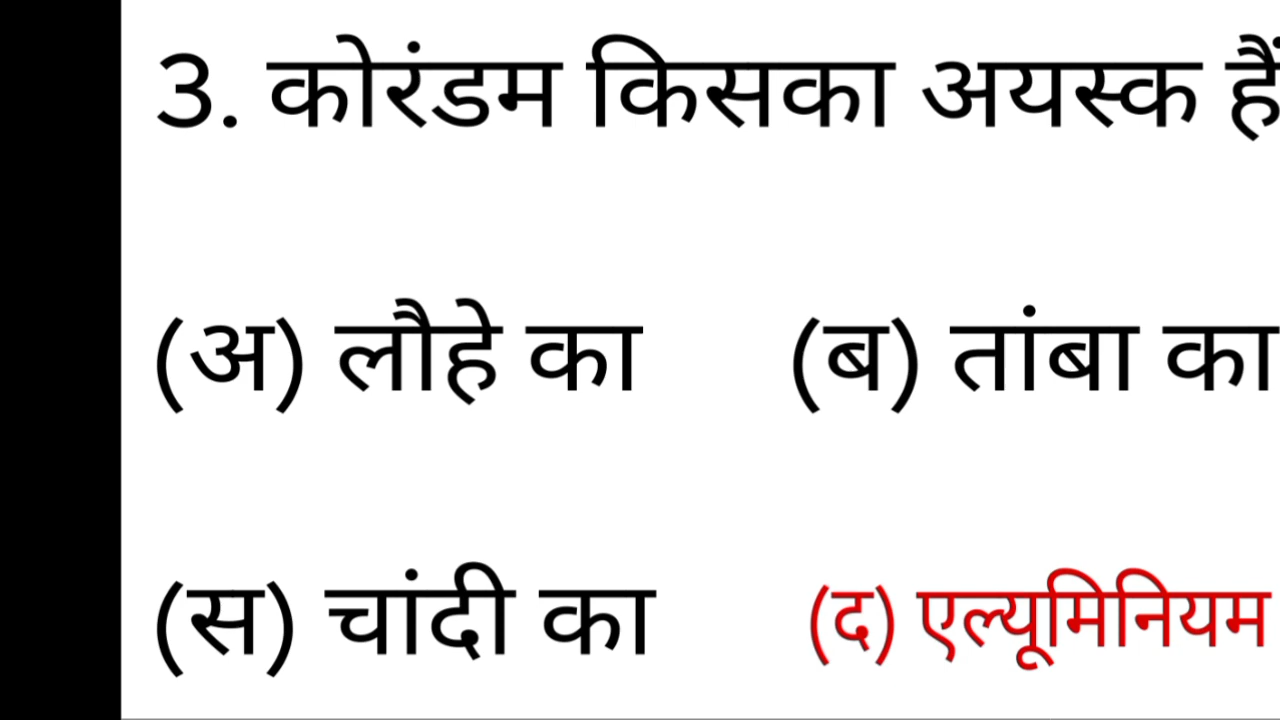 3. कोरंडम किसका अयस्क हैं
(अ) लौहे का (ब) तांबा का
(स) चांदी का (द) एल्यूमिनियम